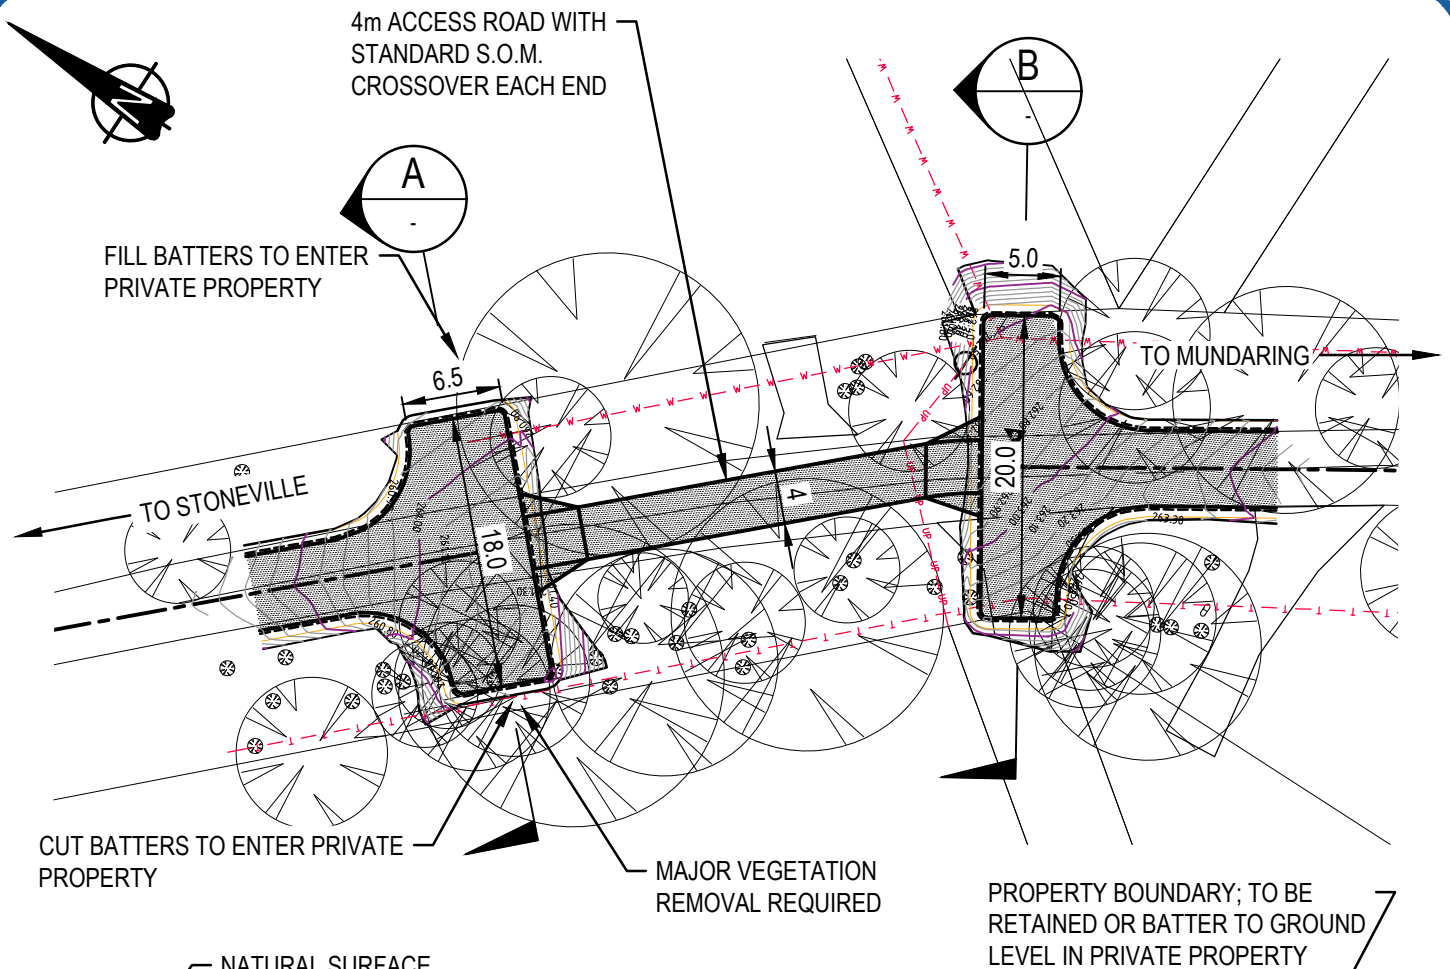 4m ACCESS ROAD WITH
STANDARD S.O.M.
CROSSOVER EACH END
B
-
A
-
FILL BATTERS TO ENTER
PRIVATE PROPERTY
5.0
6.5
TO MUNDARING
TO STONEVILLE
20.0
4
18.0
263.30
CUT BATTERS TO ENTER PRIVATE
PROPERTY
MAJOR VEGETATION
REMOVAL REQUIRED
PROPERTY BOUNDARY; TO BE
RETAINED OR BATTER TO GROUND
LEVEL IN PRIVATE PROPERTY
NATURAL SURFACE